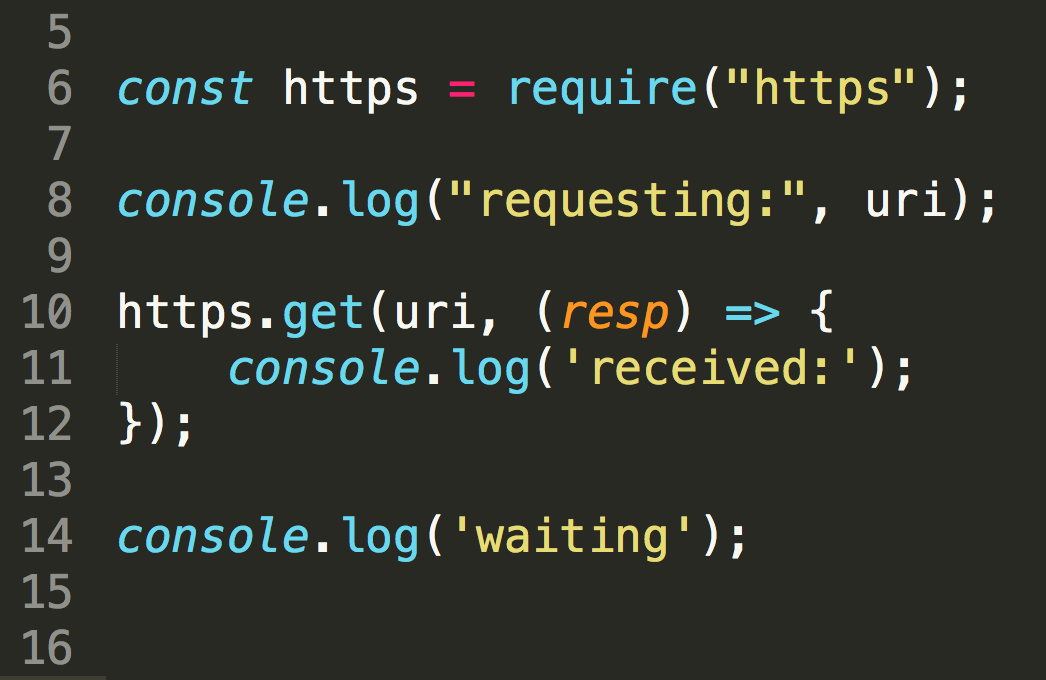 5
6 const https = require("https");
7
8 console.log("requesting:", uri);
9
10 https.get(uri, (resp) => {
11     console.log('received:');
12 });
13
14 console.log('waiting');
15
16